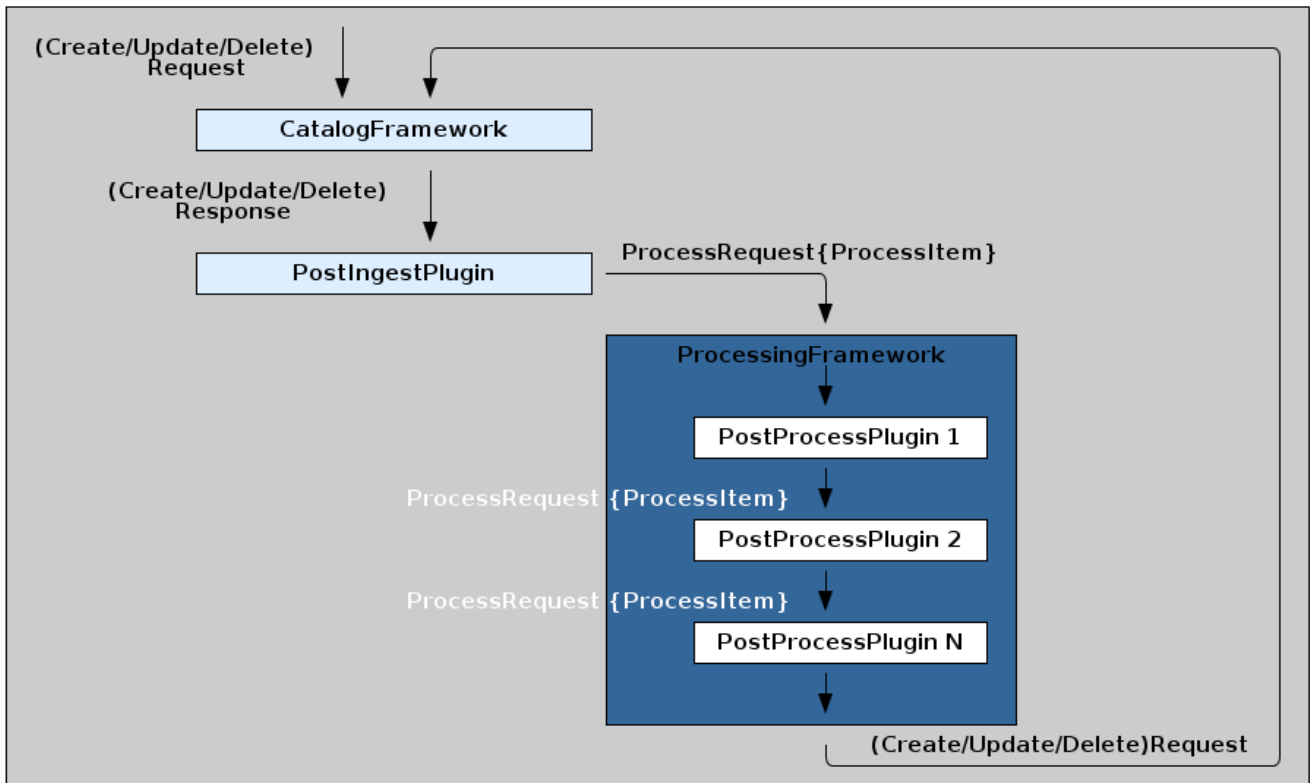 (Create/Update/Delete)
Request
CatalogFramework
(Create/Update/Delete)
Response
PostIngestPlugin
ProcessRequest{ProcessItem}
ProcessingFramework
PostProcessPlugin 1
ProcessRequest {ProcessItem}
PostProcessPlugin 2
ProcessRequest {ProcessItem}
PostProcessPlugin N
(Create/Update/Delete)Request